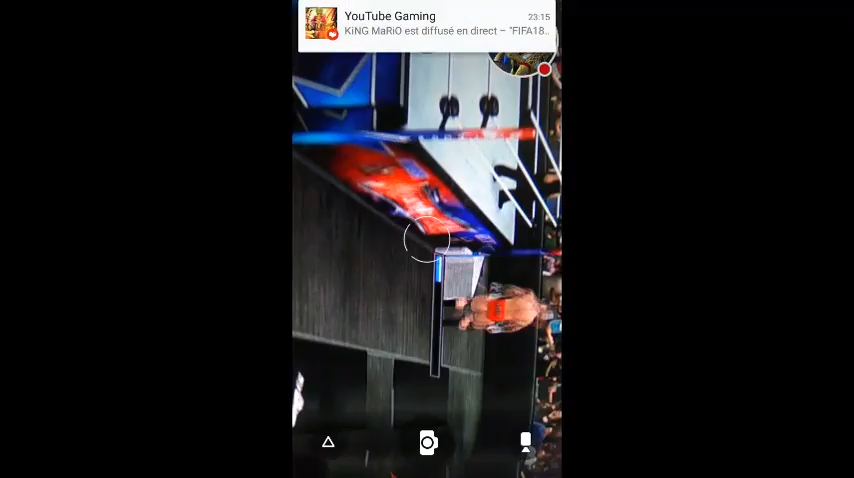 YouTube Gaming 23:15
KiNG MaRiO est diffusé en direct – "FIFA18..